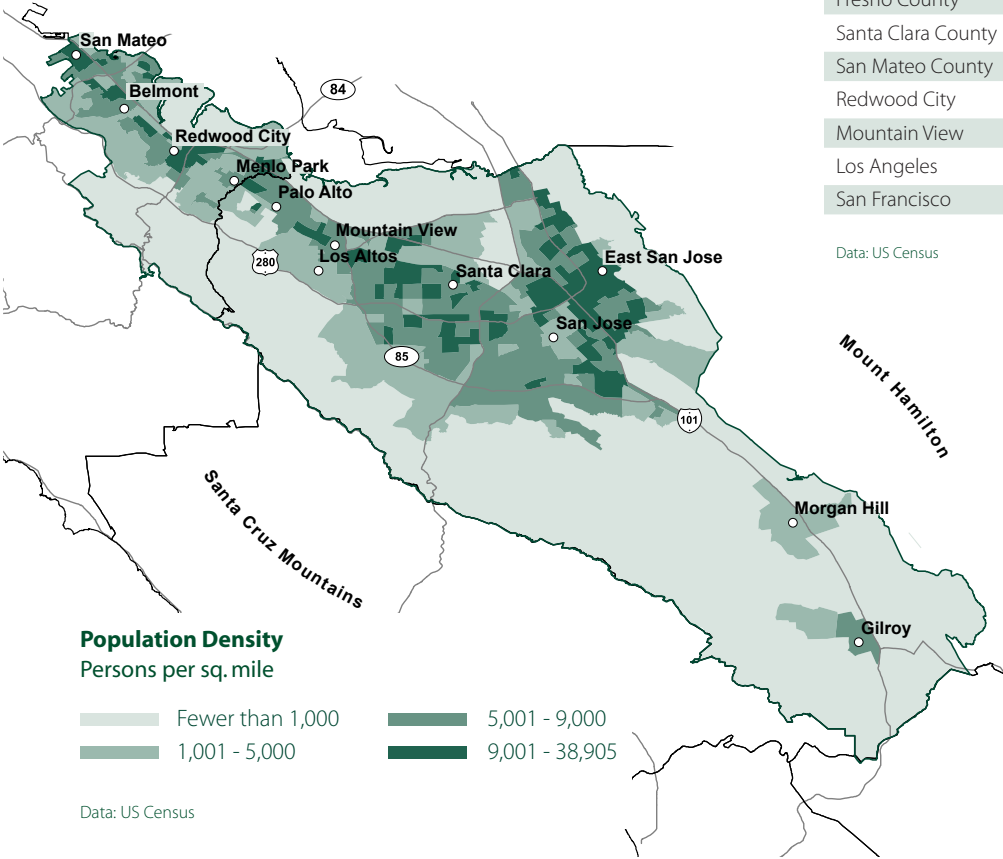 Fresno County
Santa Clara County
San Mateo County
Redwood City
Mountain View
Los Angeles
San Francisco
Data: US Census
San Mateo
84
Belmont
Redwood City
Menlo Park
Palo Alto
Mountain View
280
Los Altos
Santa Clara
East San Jose
San Jose
85
Mount Hamilton
101
Santa Cruz Mountains
Morgan Hill
Gilroy
Population Density
Persons per sq. mile
Fewer than 1,000
5,001 - 9,000
1,001 - 5,000
9,001 - 38,905
Data: US Census